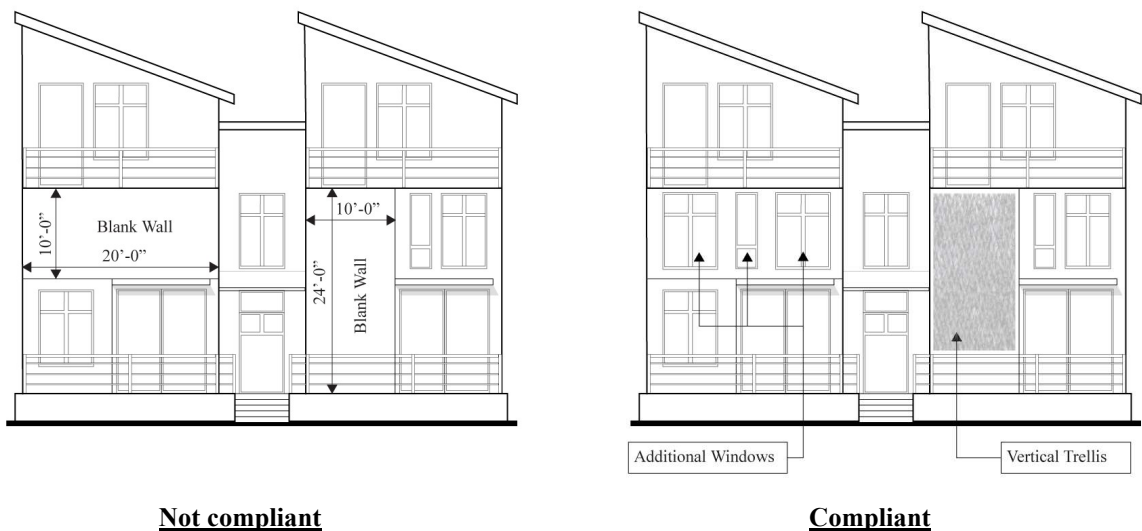 10’-0”
Blank Wall
20’-0”
10’-0”
24’-0”
Blank Wall
Additional Windows
Vertical Trellis
Not compliant
Compliant